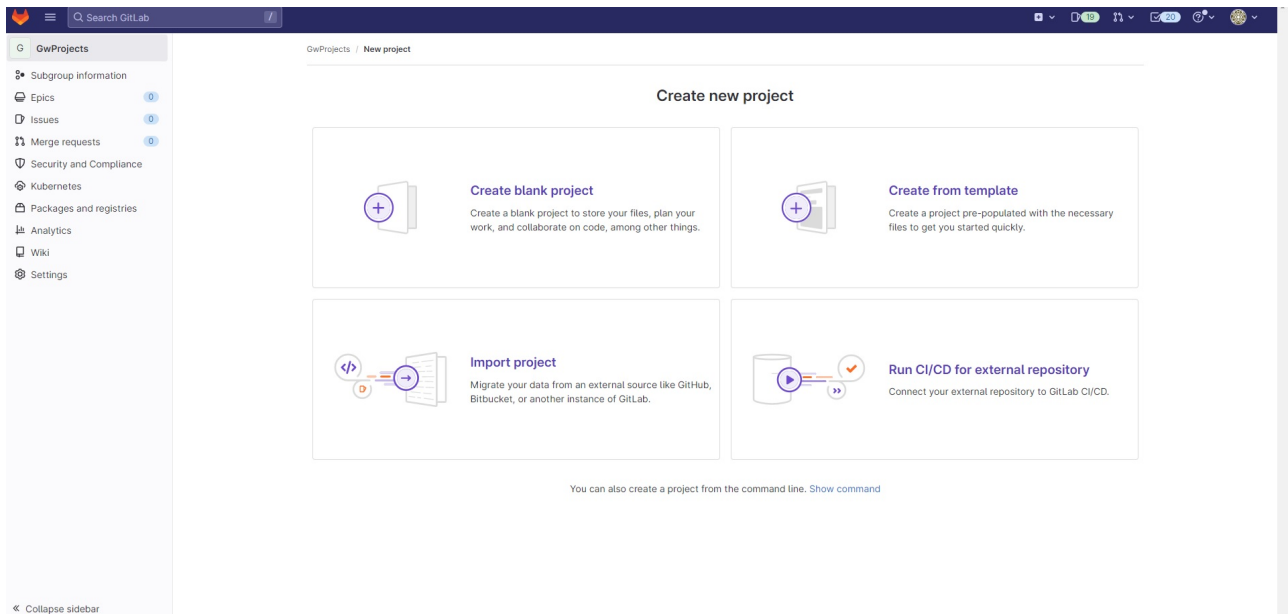 Search GitLab /
19
20
G GwProjects
GwProjects / New project
Subgroup information
Epics 0
Issues 0
Merge requests 0
Security and Compliance
Kubernetes
Packages and registries
Analytics
Wiki
Settings
Create new project
Create blank project
Create a blank project to store your files, plan your
work, and collaborate on code, among other things.
Create from template
Create a project pre-populated with the necessary
files to get you started quickly.
Import project
Migrate your data from an external source like GitHub,
Bitbucket, or another instance of GitLab.
Run CI/CD for external repository
Connect your external repository to GitLab CI/CD.
You can also create a project from the command line. Show command
Collapse sidebar